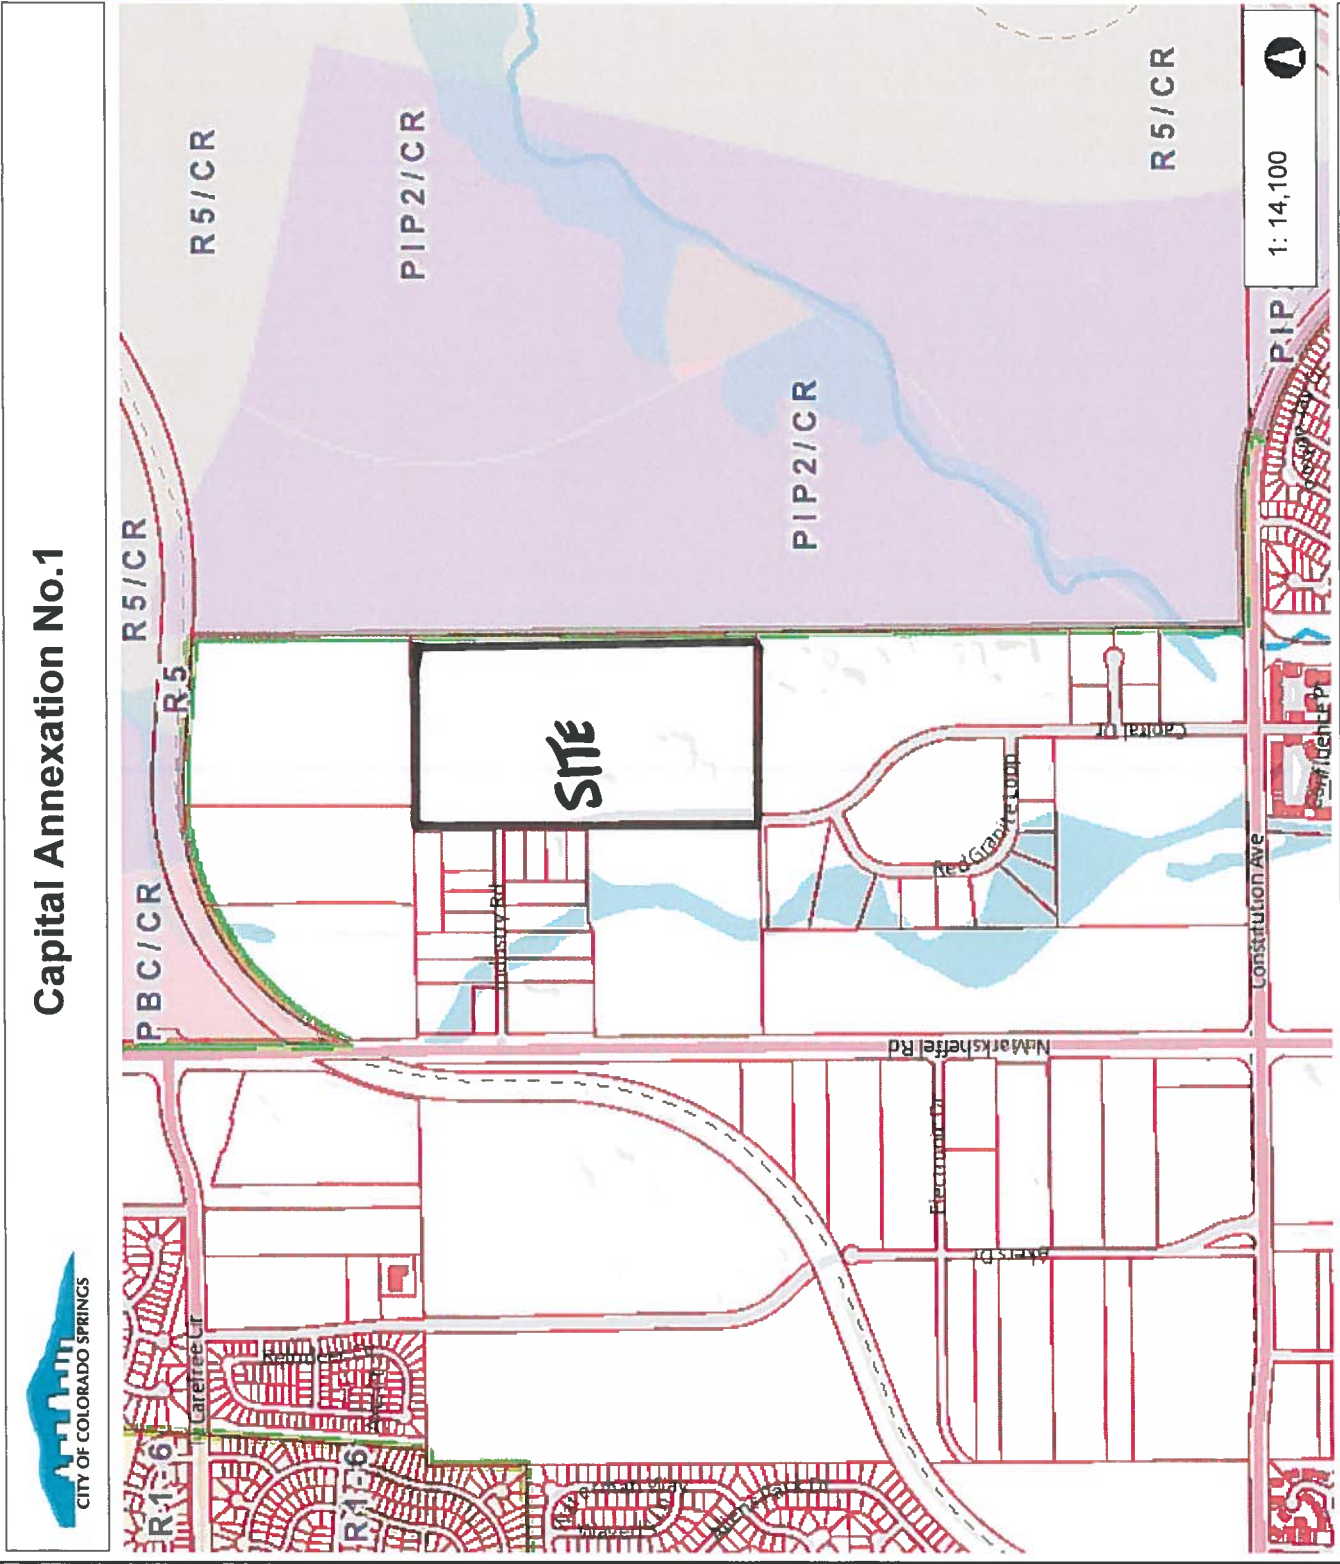 Capital Annexation No.1
CITY OF COLORADO SPRINGS
R5/CR
R5/CR
PIP2/CR
R5
PBC/CR
PIP2/CR
R5/CR
1: 14,100
PIP
SITE
Capital Dr
Red Granite Loop
Industry Rd
Constitution Ave
N Marksheffel Rd
Electronic Dr
Akers Dr
Carefree Cir
R1-6
R1-6